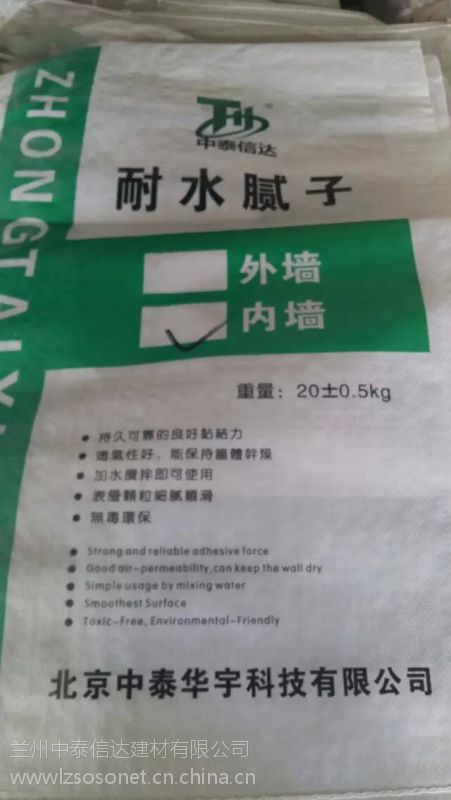 ZHONGTAIXI
中泰信达
耐水腻子
外墙
内墙
重量：20±0.5kg
持久可靠的良好黏結力
透氣性好，能保持牆體幹燥
加水攪拌即可使用
表層顆粒細膩順滑
無毒環保
Strong and reliable adhesive force
Good air-permeability,can keep the wall dry
Simple usage by mixing water
Smoothest Surface
Toxic-Free, Environmental-Friendly
北京中泰华宇科技有限公司
兰州中泰信达建材有限公司
www.lzsosonet.cn.china.cn